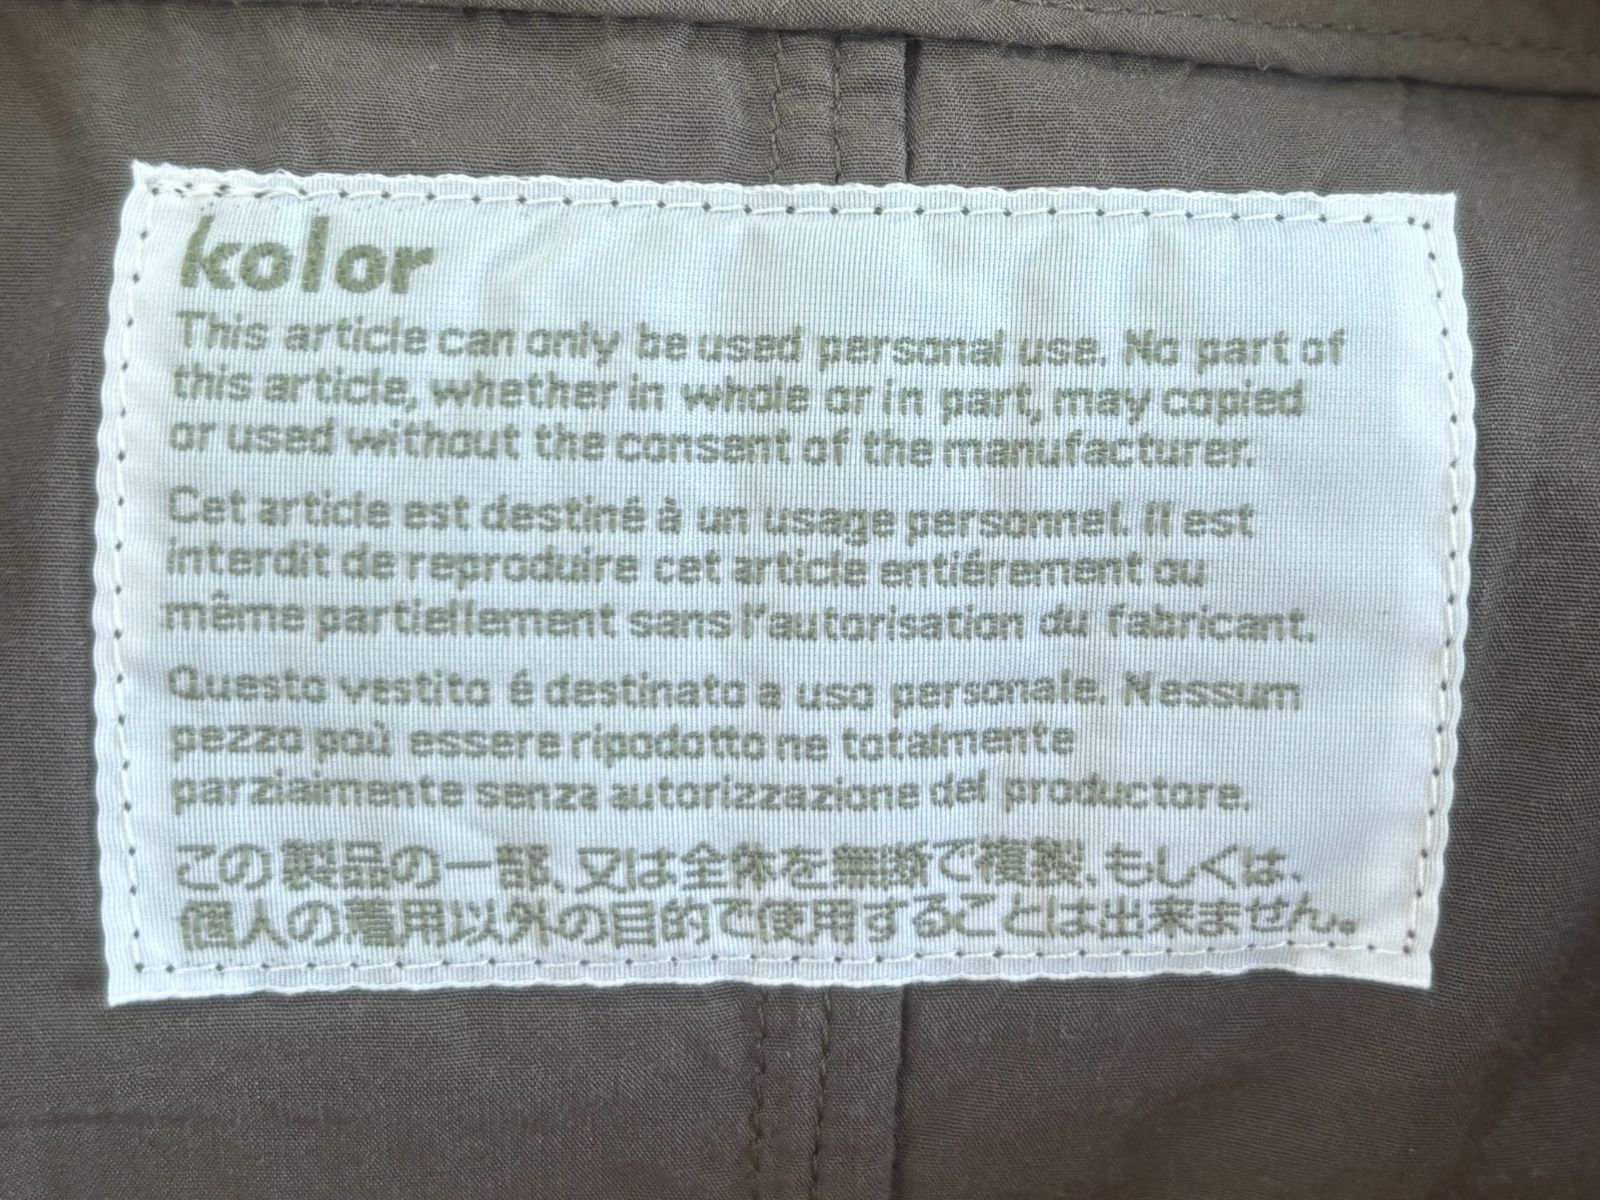 kolor
This article can only be used personal use. No part of
this article, whether in whole or in part, may copied
or used without the consent of the manufacturer.
Cet article est destiné à un usage personnel. Il est
interdit de reproduire cet article entiérement ou
même partiellement sans l'autorisation du fabricant.
Questo vestito é destinato a uso personale. Nessum
pezzo poù essere ripodotto ne totalmente
parzialmente senza autorizzazione del productore.
この製品の一部、又は全体を無断で複製、もしくは、
個人の着用以外の目的で使用することは出来ません。